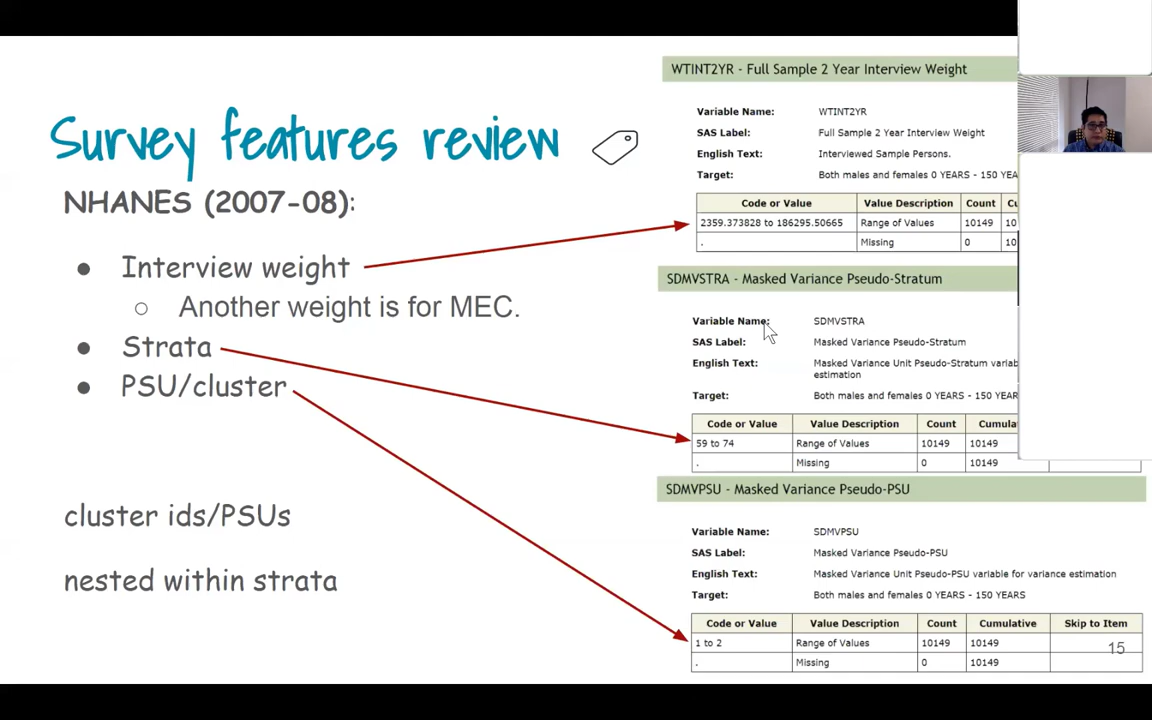 Survey features review
NHANES (2007-08):
● Interview weight
○ Another weight is for MEC.
● Strata
● PSU/cluster
cluster ids/PSUs
nested within strata
WTINT2YR - Full Sample 2 Year Interview Weight
Variable Name: WTINT2YR
SAS Label: Full Sample 2 Year Interview Weight
English Text: Interviewed Sample Persons.
Target: Both males and females 0 YEARS - 150 YEA
Code or Value Value Description Count Cu
2359.373828 to 186295.50665 Range of Values 10149 10
. Missing 0 10
SDMVSTRA - Masked Variance Pseudo-Stratum
Variable Name: SDMVSTRA
SAS Label: Masked Variance Pseudo-Stratum
English Text: Masked Variance Unit Pseudo-Stratum variab
estimation
Target: Both males and females 0 YEARS - 150 YEAR
Code or Value Value Description Count Cumula
59 to 74 Range of Values 10149 10149
. Missing 0 10149
SDMVPSU - Masked Variance Pseudo-PSU
Variable Name: SDMVPSU
SAS Label: Masked Variance Pseudo-PSU
English Text: Masked Variance Unit Pseudo-PSU variable for variance estimation
Target: Both males and females 0 YEARS - 150 YEARS
Code or Value Value Description Count Cumulative Skip to Item
1 to 2 Range of Values 10149 10149
. Missing 0 10149
15